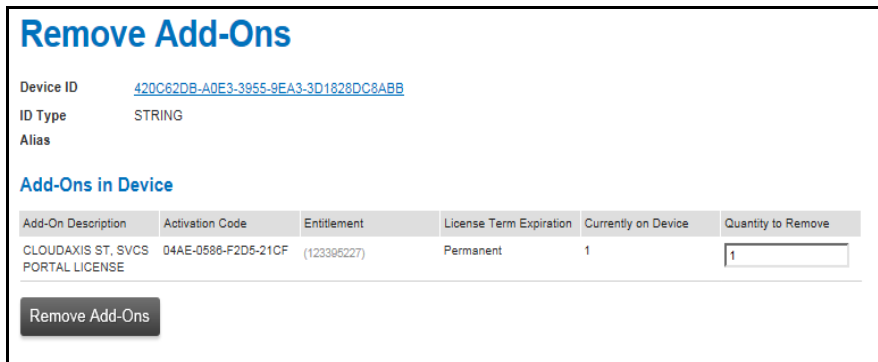 Remove Add-Ons
Device ID 420C62DB-A0E3-3955-9EA3-3D1828DC8ABB
ID Type STRING
Alias
Add-Ons in Device
Add-On Description Activation Code Entitlement License Term Expiration Currently on Device Quantity to Remove
CLOUDAXIS ST, SVCS 04AE-0586-F2D5-21CF (123395227) Permanent 1 1
PORTAL LICENSE
Remove Add-Ons